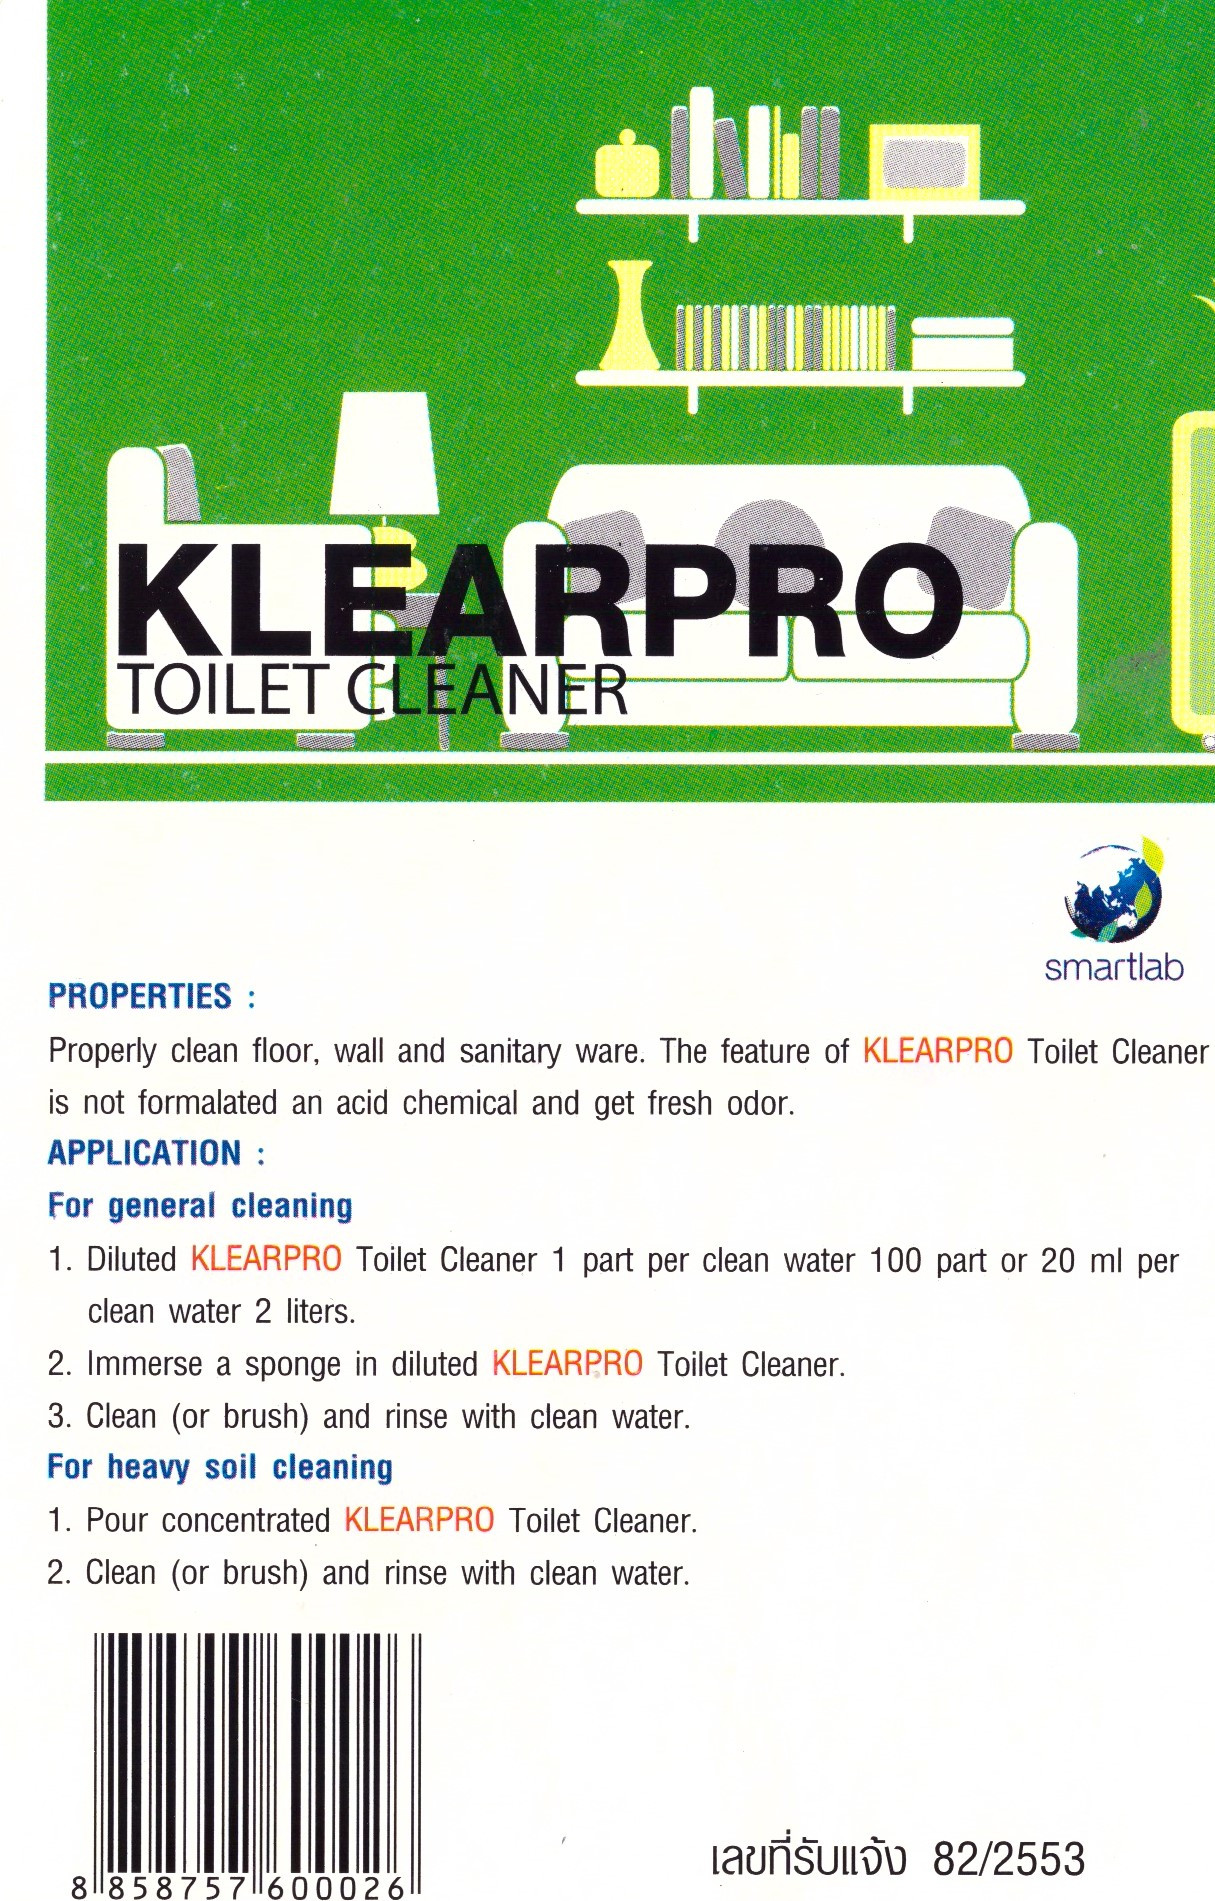 KLEARPRO
TOILET CLEANER
smartlab
PROPERTIES :
Properly clean floor, wall and sanitary ware. The feature of KLEARPRO Toilet Cleaner
is not formalated an acid chemical and get fresh odor.
APPLICATION :
For general cleaning
1. Diluted KLEARPRO Toilet Cleaner 1 part per clean water 100 part or 20 ml per
clean water 2 liters.
2. Immerse a sponge in diluted KLEARPRO Toilet Cleaner.
3. Clean (or brush) and rinse with clean water.
For heavy soil cleaning
1. Pour concentrated KLEARPRO Toilet Cleaner.
2. Clean (or brush) and rinse with clean water.
8 858757 600026
เลขที่รับแจ้ง 82/2553